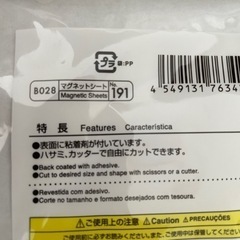 プラ 袋:PP
B028 マグネットシート Magnetic Sheets No. 191
4 549131 7634
特長 Features Característica
●表面に粘着剤が付いています。
●ハサミ、カッターで自由にカットできます。
●Back coated with adhesive.
●Cut to desired size and shape with scissors or a cutter.
●Revestida com adesivo.
●Corte no tamanho e formato desejados com tesoura
⚠ご使用上の注意 ⚠Caution ⚠PRECAUÇÕES